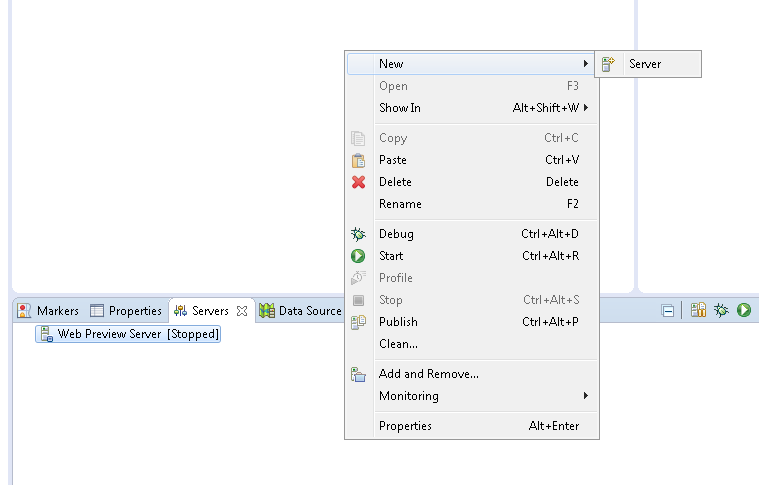 New
Server
Open F3
Show In Alt+Shift+W
Copy Ctrl+C
Paste Ctrl+V
Delete Delete
Rename F2
Debug Ctrl+Alt+D
Start Ctrl+Alt+R
Profile
Stop Ctrl+Alt+S
Publish Ctrl+Alt+P
Clean...
Add and Remove...
Monitoring
Properties Alt+Enter
Markers Properties Servers Data Source
Web Preview Server [Stopped]